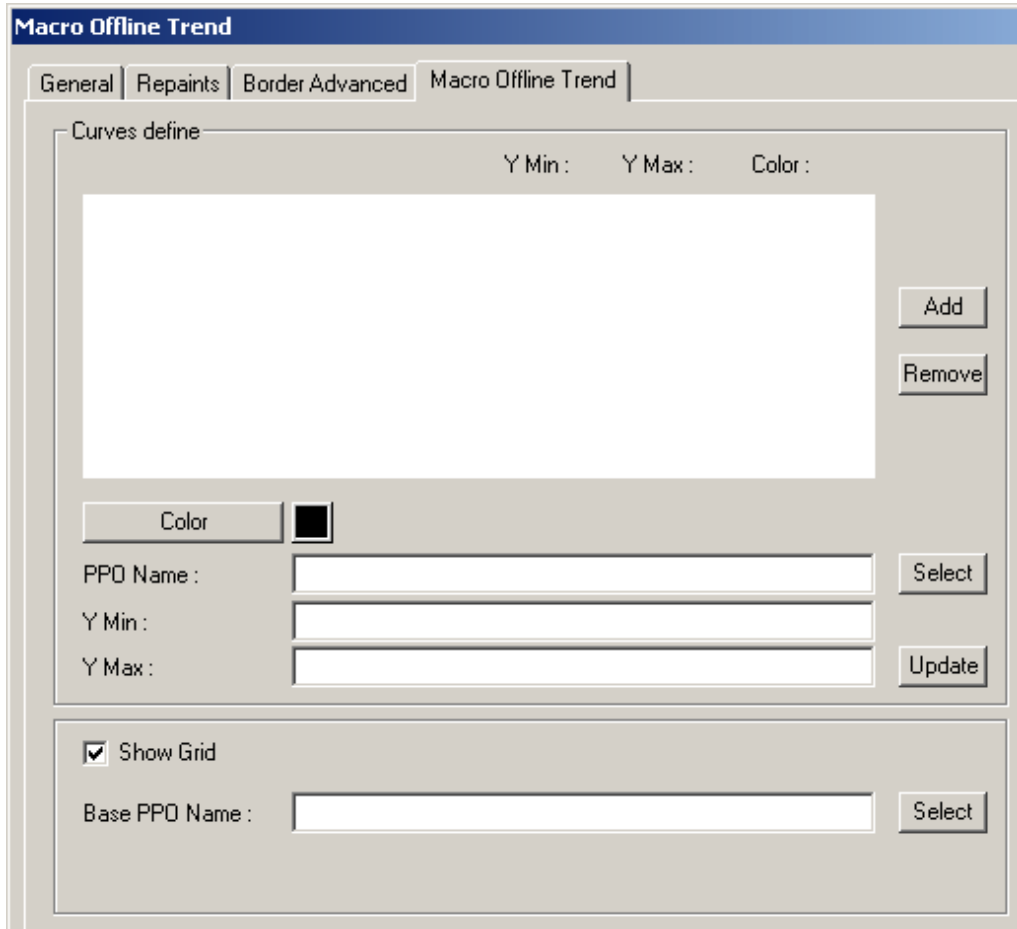 Macro Offline Trend
General Repaints Border Advanced Macro Offline Trend
Curves define
Y Min : Y Max : Color :
Add
Remove
Color
PPO Name : Select
Y Min :
Y Max : Update
Show Grid
Base PPO Name : Select